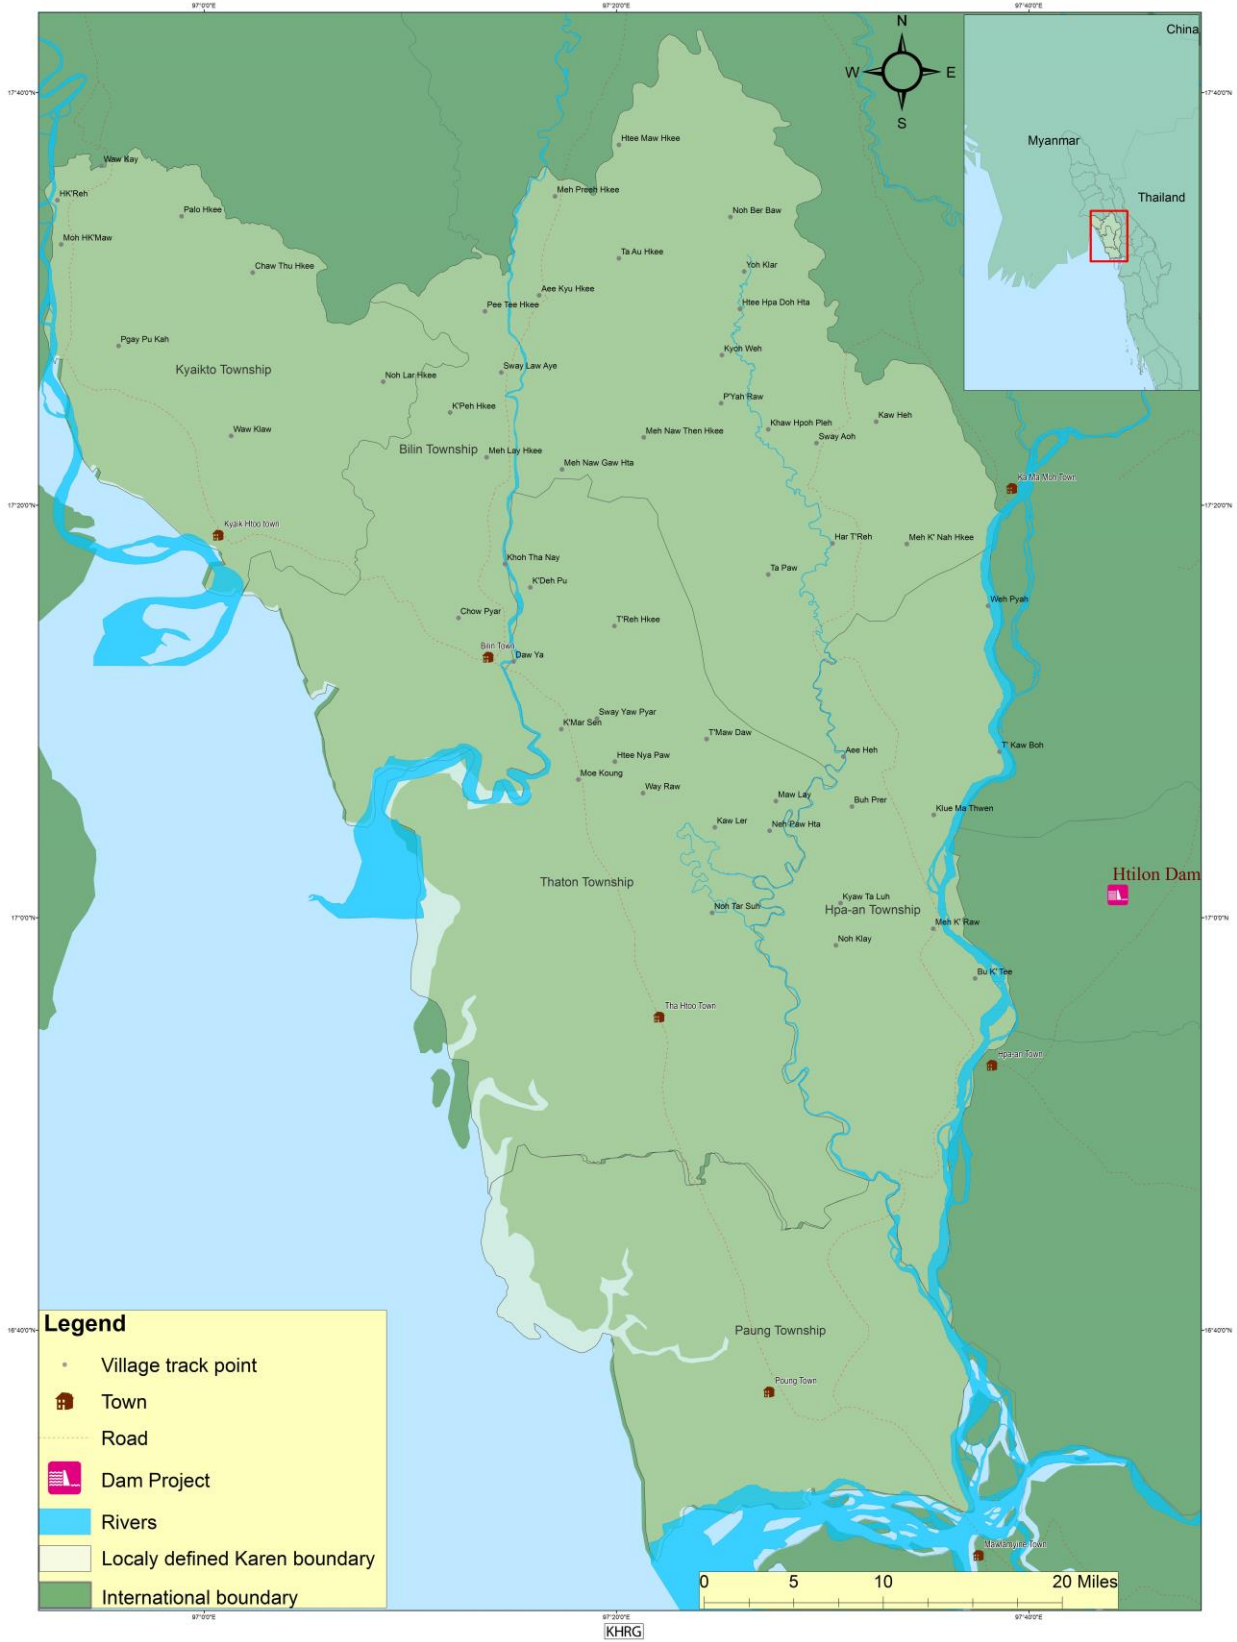 97°0'0"E
97°20'0"E
97°40'0"E
N
W
E
S
China
Myanmar
Thailand
17°40'0"N
17°40'0"N
Htee Maw Hkee
Waw Kay
Meh Preeh Hkee
HK'Reh
Palo Hkee
Noh Ber Baw
Moh HK'Maw
Ta Au Hkee
Chaw Thu Hkee
Yoh Klar
Aee Kyu Hkee
Pee Tee Hkee
Htee Hpa Doh Hta
Pgay Pu Kah
Kyoh Weh
Kyaikto Township
Sway Law Aye
Noh Lar Hkee
P'Yah Raw
K'Peh Hkee
Kaw Heh
Khaw Hpoh Pleh
Waw Klaw
Meh Naw Then Hkee
Sway Aoh
Bilin Township
Meh Lay Hkee
Meh Naw Gaw Hta
Ka Ma Moh Town
17°20'0"N
17°20'0"N
Kyaik Htoo town
Har T'Reh
Meh K' Nah Hkee
Khoh Tha Nay
Ta Paw
K'Deh Pu
Weh Pyah
Chow Pyar
T'Reh Hkee
Bilin Town
Daw Ya
Sway Yaw Pyar
K'Mar Seh
T'Maw Daw
T' Kaw Boh
Aee Heh
Htee Nya Paw
Moe Koung
Way Raw
Maw Lay
Buh Prer
Klue Ma Thwen
Kaw Ler
Neh Paw Hta
Htilon Dam
Thaton Township
Kyaw Ta Luh
Noh Tar Suh
Hpa-an Township
17°0'0"N
17°0'0"N
Meh K' Raw
Noh Klay
Bu K' Tee
Tha Htoo Town
Hpa-an Town
16°40'0"N
16°40'0"N
Paung Township
Poung Town
Mawlamyine Town
Legend
Village track point
Town
Road
Dam Project
Rivers
Localy defined Karen boundary
International boundary
0 5 10 20 Miles
97°0'0"E
97°20'0"E
97°40'0"E
KHRG